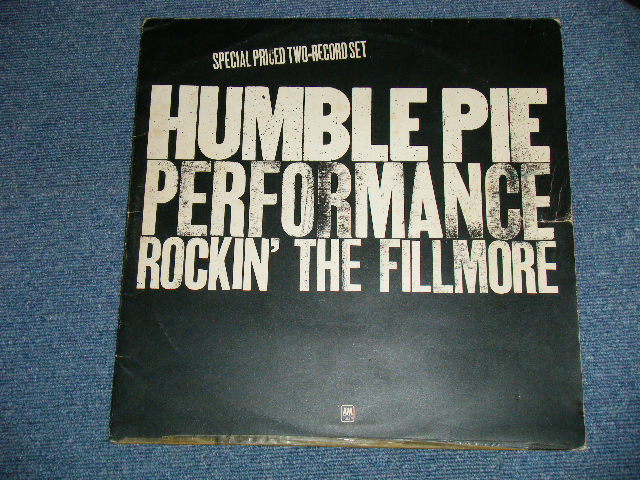 SPECIAL PRICED TWO-RECORD SET
HUMBLE PIE
PERFORMANCE
ROCKIN' THE FILLMORE
A&M